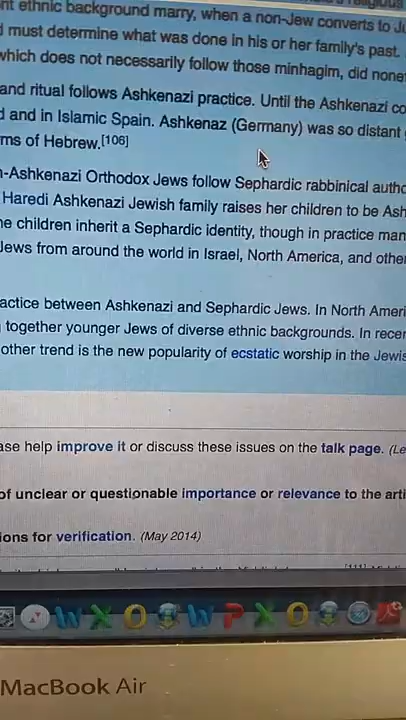 nt ethnic background marry, when a non-Jew converts to Ju
d must determine what was done in his or her family's past.
which does not necessarily follow those minhagim, did none
and ritual follows Ashkenazi practice. Until the Ashkenazi co
d and in Islamic Spain. Ashkenaz (Germany) was so distant
ms of Hebrew.[106]
n-Ashkenazi Orthodox Jews follow Sephardic rabbinical autho
Haredi Ashkenazi Jewish family raises her children to be Ash
he children inherit a Sephardic identity, though in practice man
Jews from around the world in Israel, North America, and other
actice between Ashkenazi and Sephardic Jews. In North Ameri
together younger Jews of diverse ethnic backgrounds. In recen
other trend is the new popularity of ecstatic worship in the Jewis
ase help improve it or discuss these issues on the talk page. (Le
of unclear or questionable importance or relevance to the arti
ions for verification. (May 2014)
MacBook Air